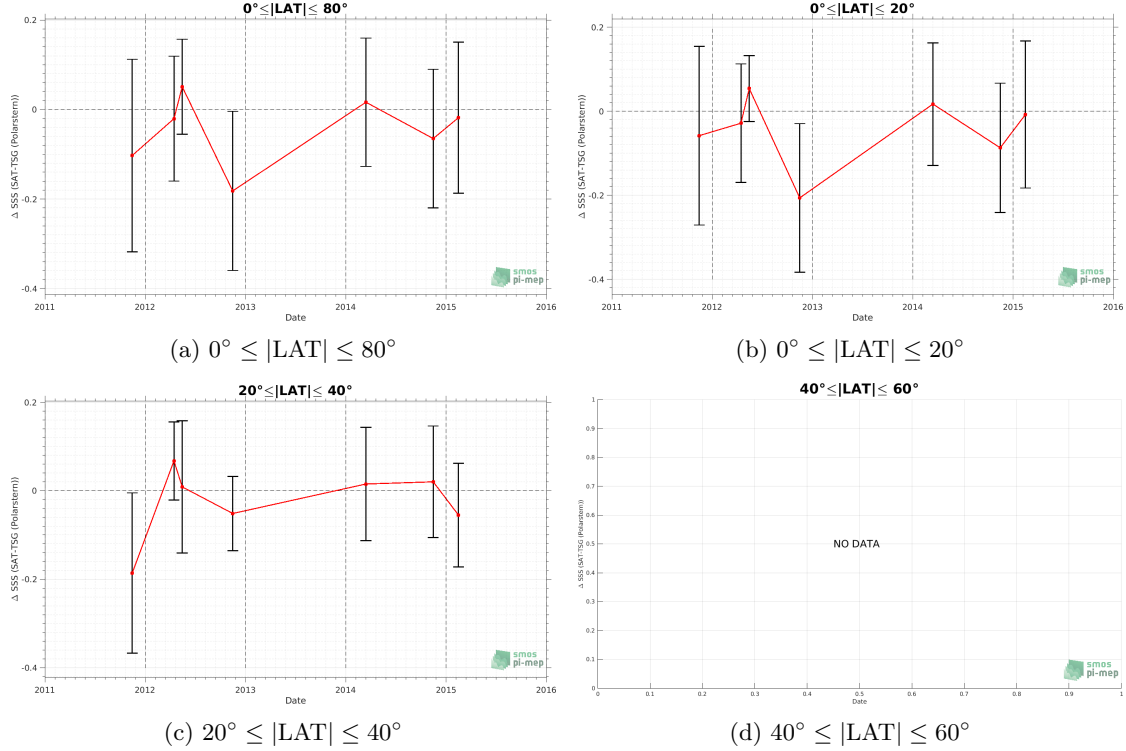 0°≤|LAT|≤ 80°
0.2
0
-0.2
-0.4
Δ SSS (SAT-TSG (Polarstern))
2011 2012 2013 2014 2015 2016
Date
smos
pi-mep
(a) 0° ≤ |LAT| ≤ 80°
0°≤|LAT|≤ 20°
0.2
0
-0.2
-0.4
Δ SSS (SAT-TSG (Polarstern))
2011 2012 2013 2014 2015 2016
Date
smos
pi-mep
(b) 0° ≤ |LAT| ≤ 20°
20°≤|LAT|≤ 40°
0.2
0
-0.2
-0.4
Δ SSS (SAT-TSG (Polarstern))
2011 2012 2013 2014 2015 2016
Date
smos
pi-mep
(c) 20° ≤ |LAT| ≤ 40°
40°≤|LAT|≤ 60°
1
0.9
0.8
0.7
0.6
0.5
0.4
0.3
0.2
0.1
0
Δ SSS (SAT-TSG (Polarstern))
NO DATA
0 0.1 0.2 0.3 0.4 0.5 0.6 0.7 0.8 0.9 1
Date
smos
pi-mep
(d) 40° ≤ |LAT| ≤ 60°